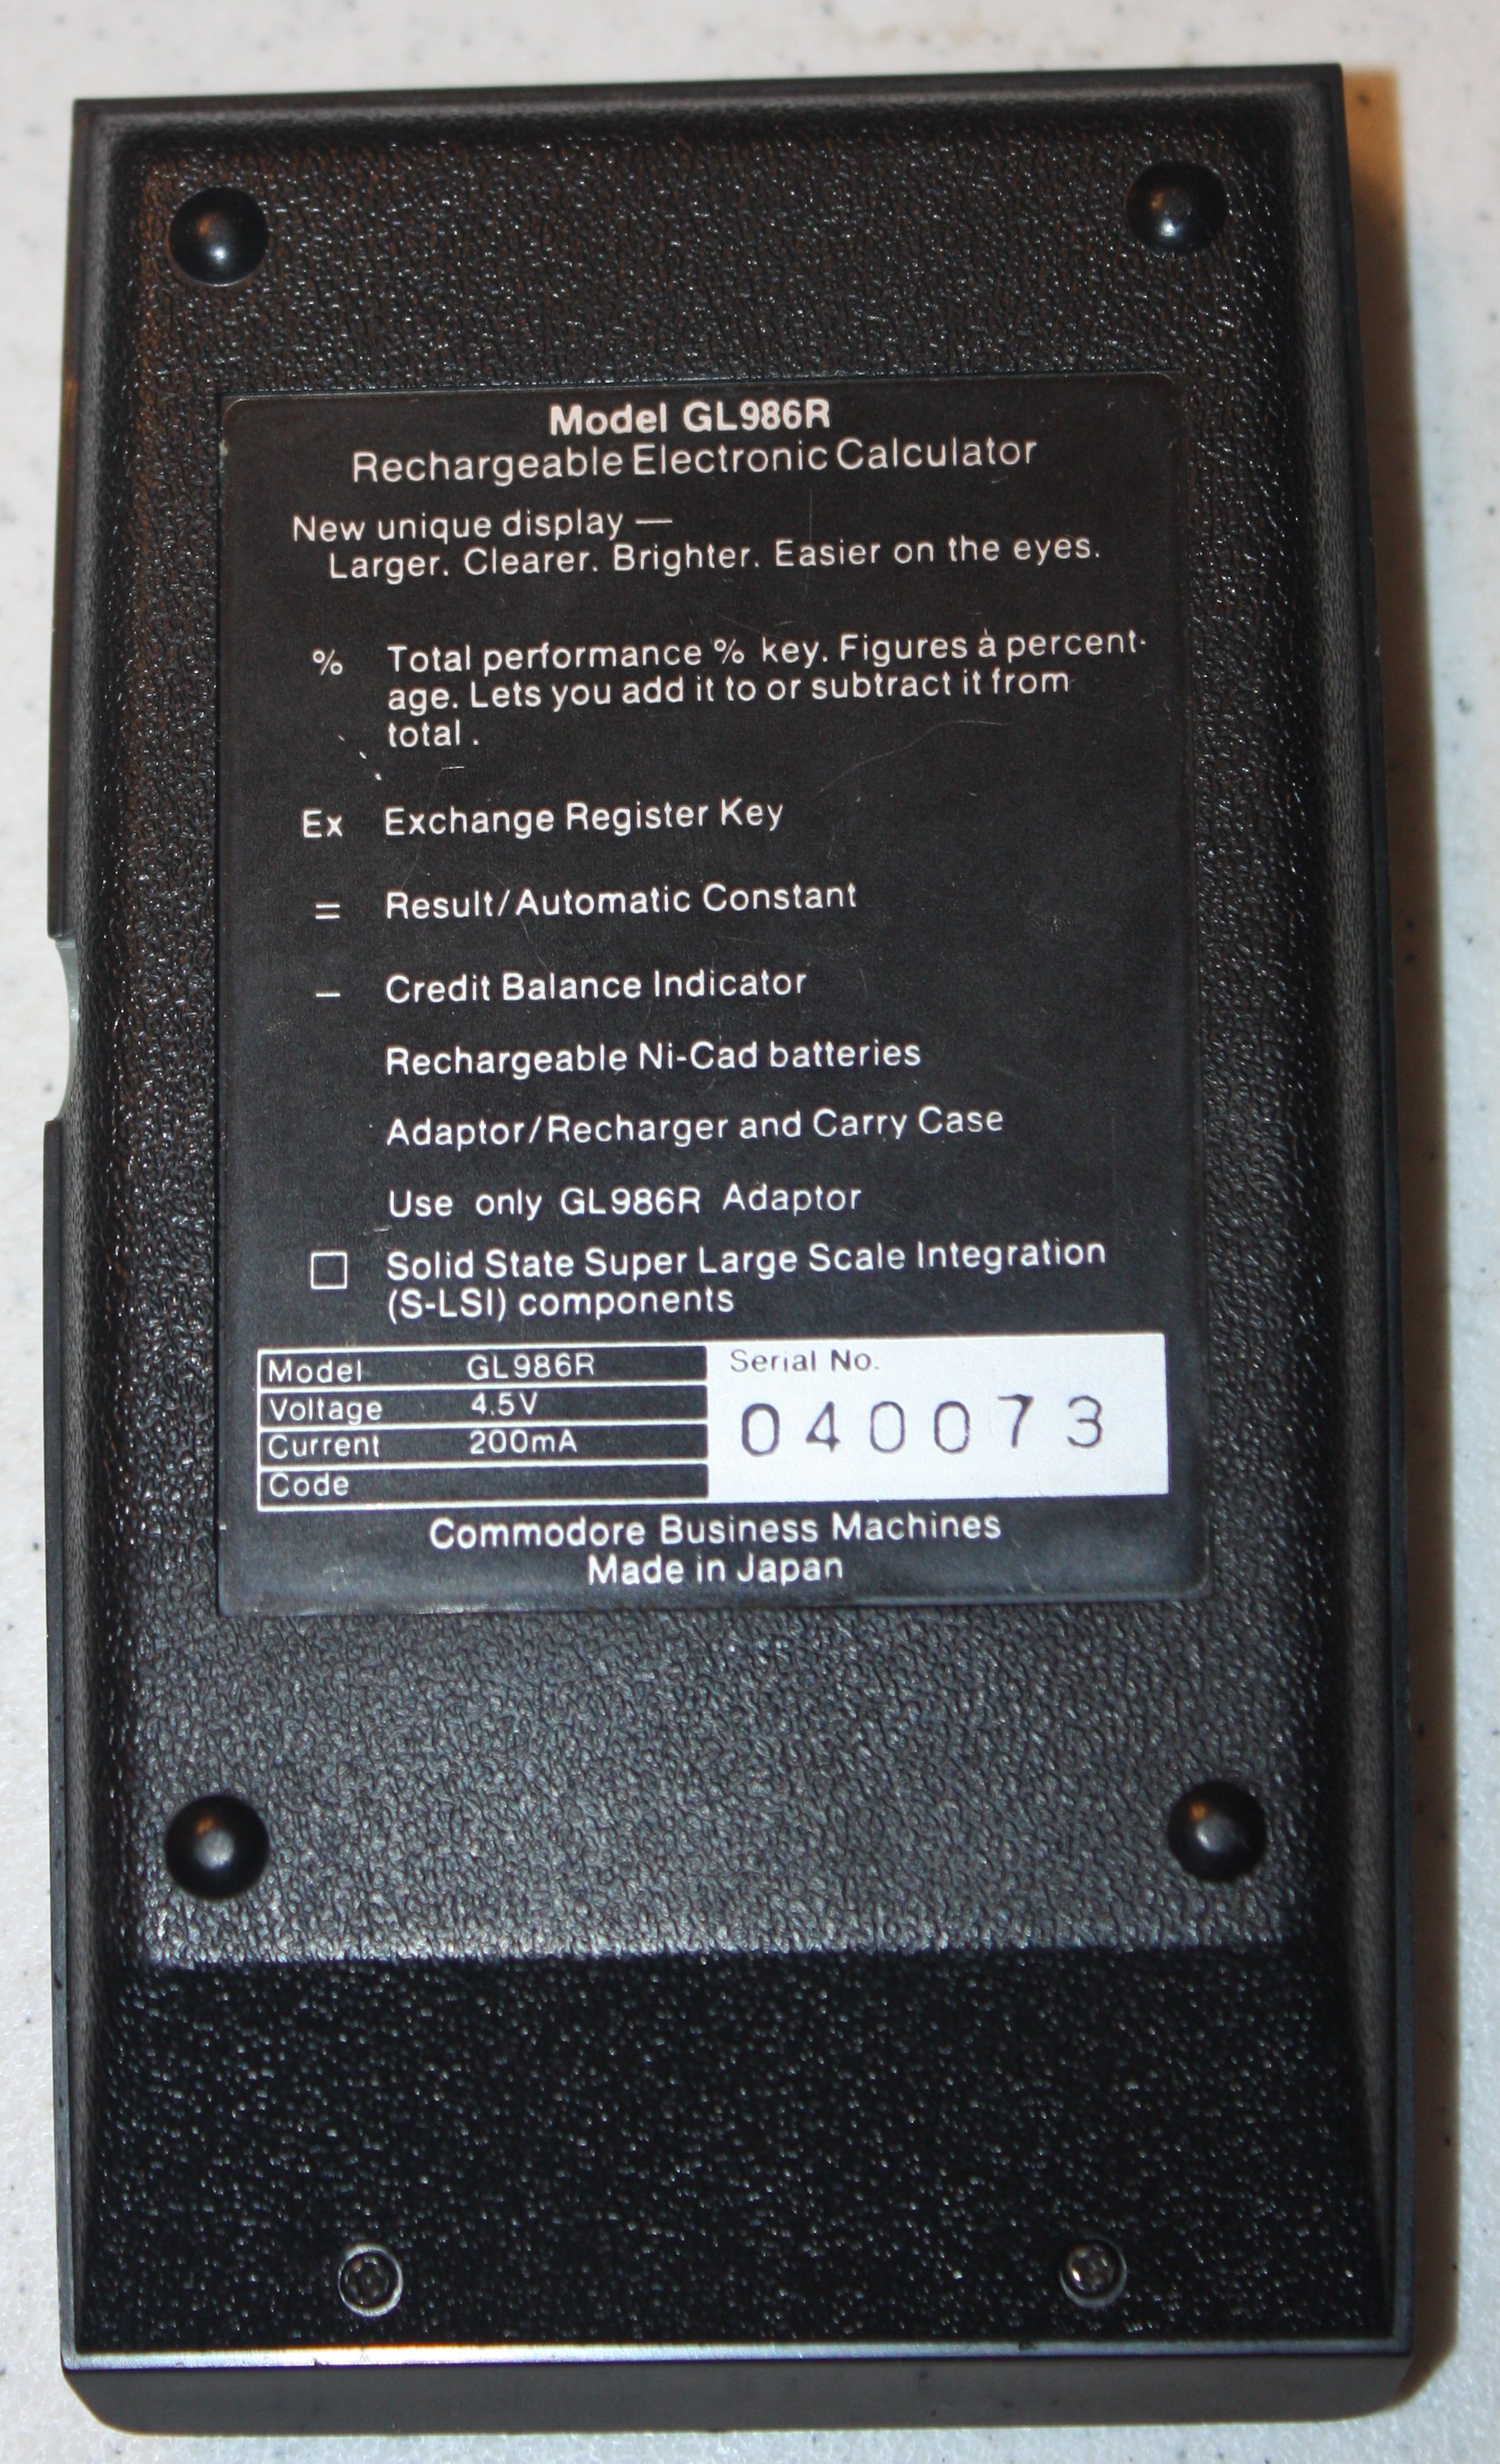 Model GL986R
Rechargeable Electronic Calculator
New unique display —
Larger. Clearer. Brighter. Easier on the eyes.
% Total performance % key. Figures à percent-
age. Lets you add it to or subtract it from
total .
Ex Exchange Register Key
= Result/Automatic Constant
– Credit Balance Indicator
Rechargeable Ni-Cad batteries
Adaptor/Recharger and Carry Case
Use only GL986R Adaptor
□ Solid State Super Large Scale Integration
(S-LSI) components
Model GL986R
Voltage 4.5V
Current 200mA
Code
Serial No.
040073
Commodore Business Machines
Made in Japan